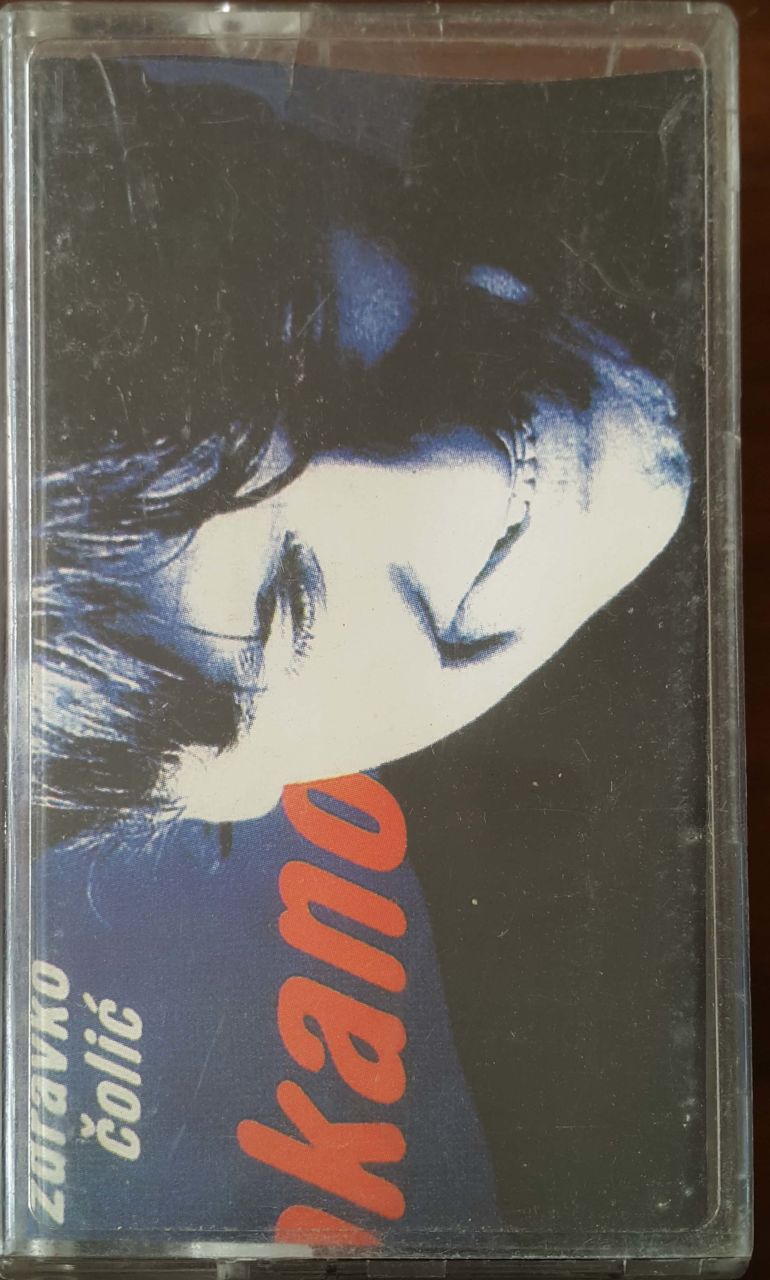 zdravko
čolić
kano